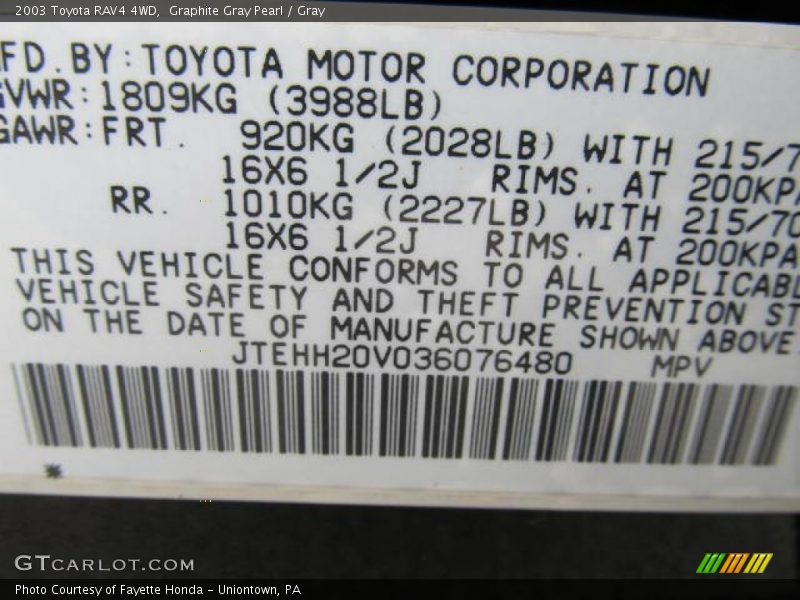 2003 Toyota RAV4 4WD,  Graphite Gray Pearl / Gray
FD.BY:TOYOTA MOTOR CORPORATION
GVWR:1809KG (3988LB)
GAWR:FRT. 920KG (2028LB) WITH 215/7
16X6 1/2J RIMS. AT 200KPA
RR. 1010KG (2227LB) WITH 215/70
16X6 1/2J RIMS. AT 200KPA
THIS VEHICLE CONFORMS TO ALL APPLICABL
VEHICLE SAFETY AND THEFT PREVENTION ST
ON THE DATE OF MANUFACTURE SHOWN ABOVE
JTEHH20V036076480 MPV
*
GTCARLOT.COM
Photo Courtesy of Fayette Honda - Uniontown, PA